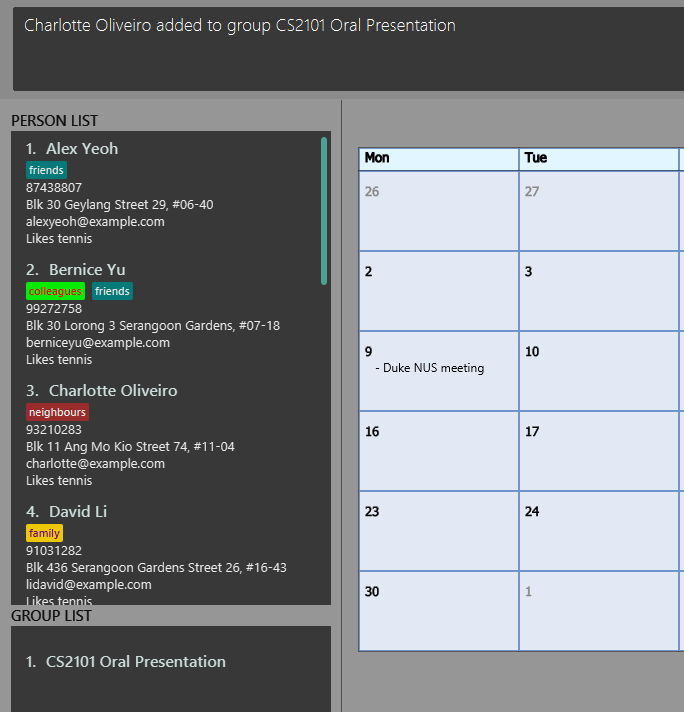 Charlotte Oliveiro added to group CS2101 Oral Presentation
PERSON LIST
1. Alex Yeoh
friends
87438807
Blk 30 Geylang Street 29, #06-40
alexyeoh@example.com
Likes tennis
2. Bernice Yu
colleagues friends
99272758
Blk 30 Lorong 3 Serangoon Gardens, #07-18
berniceyu@example.com
Likes tennis
3. Charlotte Oliveiro
neighbours
93210283
Blk 11 Ang Mo Kio Street 74, #11-04
charlotte@example.com
Likes tennis
4. David Li
family
91031282
Blk 436 Serangoon Gardens Street 26, #16-43
lidavid@example.com
Likes tennis
GROUP LIST
1. CS2101 Oral Presentation
Mon Tue
26 27
2 3
9 10
- Duke NUS meeting
16 17
23 24
30 1